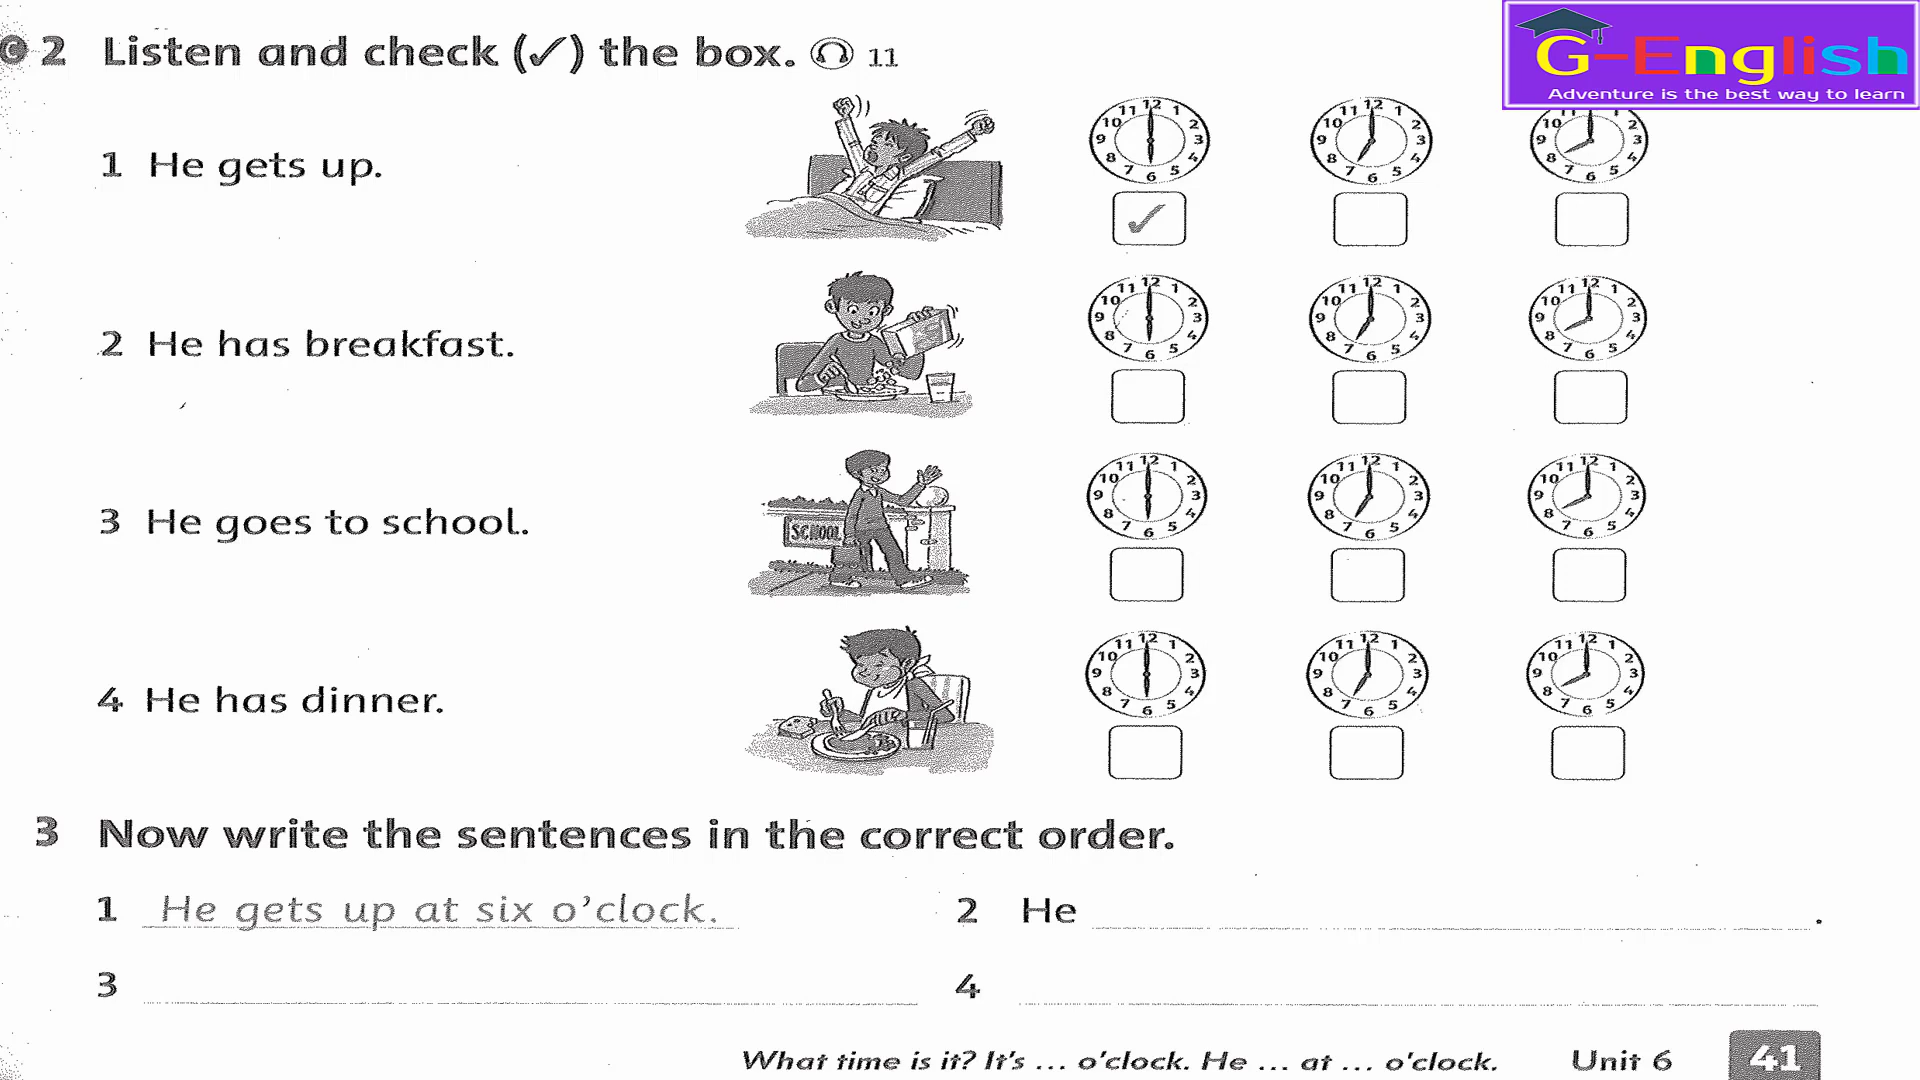 C 2 Listen and check (✓) the box. 11
G-English
Adventure is the best way to learn
1 He gets up.
✓
2 He has breakfast.
3 He goes to school.
SCHOOL
4 He has dinner.
3 Now write the sentences in the correct order.
1 He gets up at six o'clock.
2 He .
3
4
What time is it? It's ... o'clock. He ... at ... o'clock. Unit 6 41